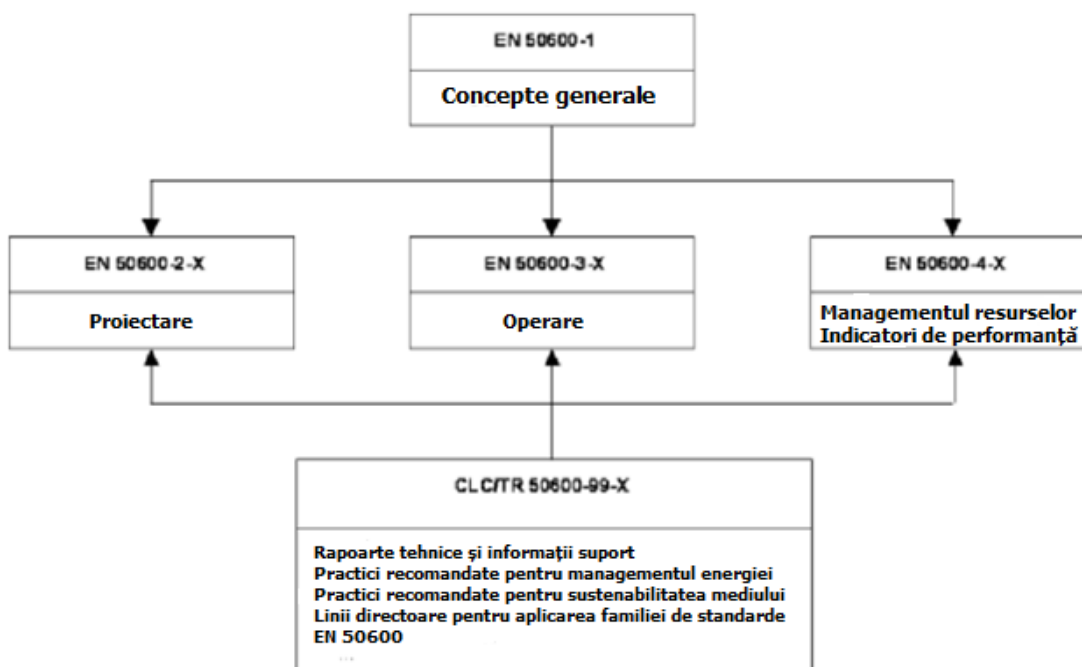 EN 50600-1
Concepte generale
EN 50600-2-X
Proiectare
EN 50600-3-X
Operare
EN 50600-4-X
Managementul resurselor
Indicatori de performanță
CLC/TR 50600-99-X
Rapoarte tehnice și informații suport
Practici recomandate pentru managementul energiei
Practici recomandate pentru sustenabilitatea mediului
Linii directoare pentru aplicarea familiei de standarde
EN 50600
...